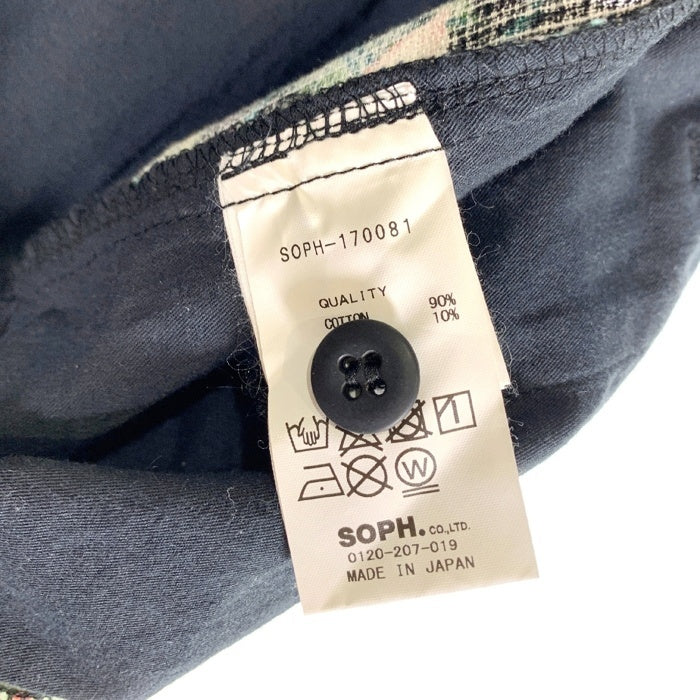 SOPH-170081
QUALITY
COTTON 90%
10%
W
SOPH. CO.,LTD.
0120-207-019
MADE IN JAPAN